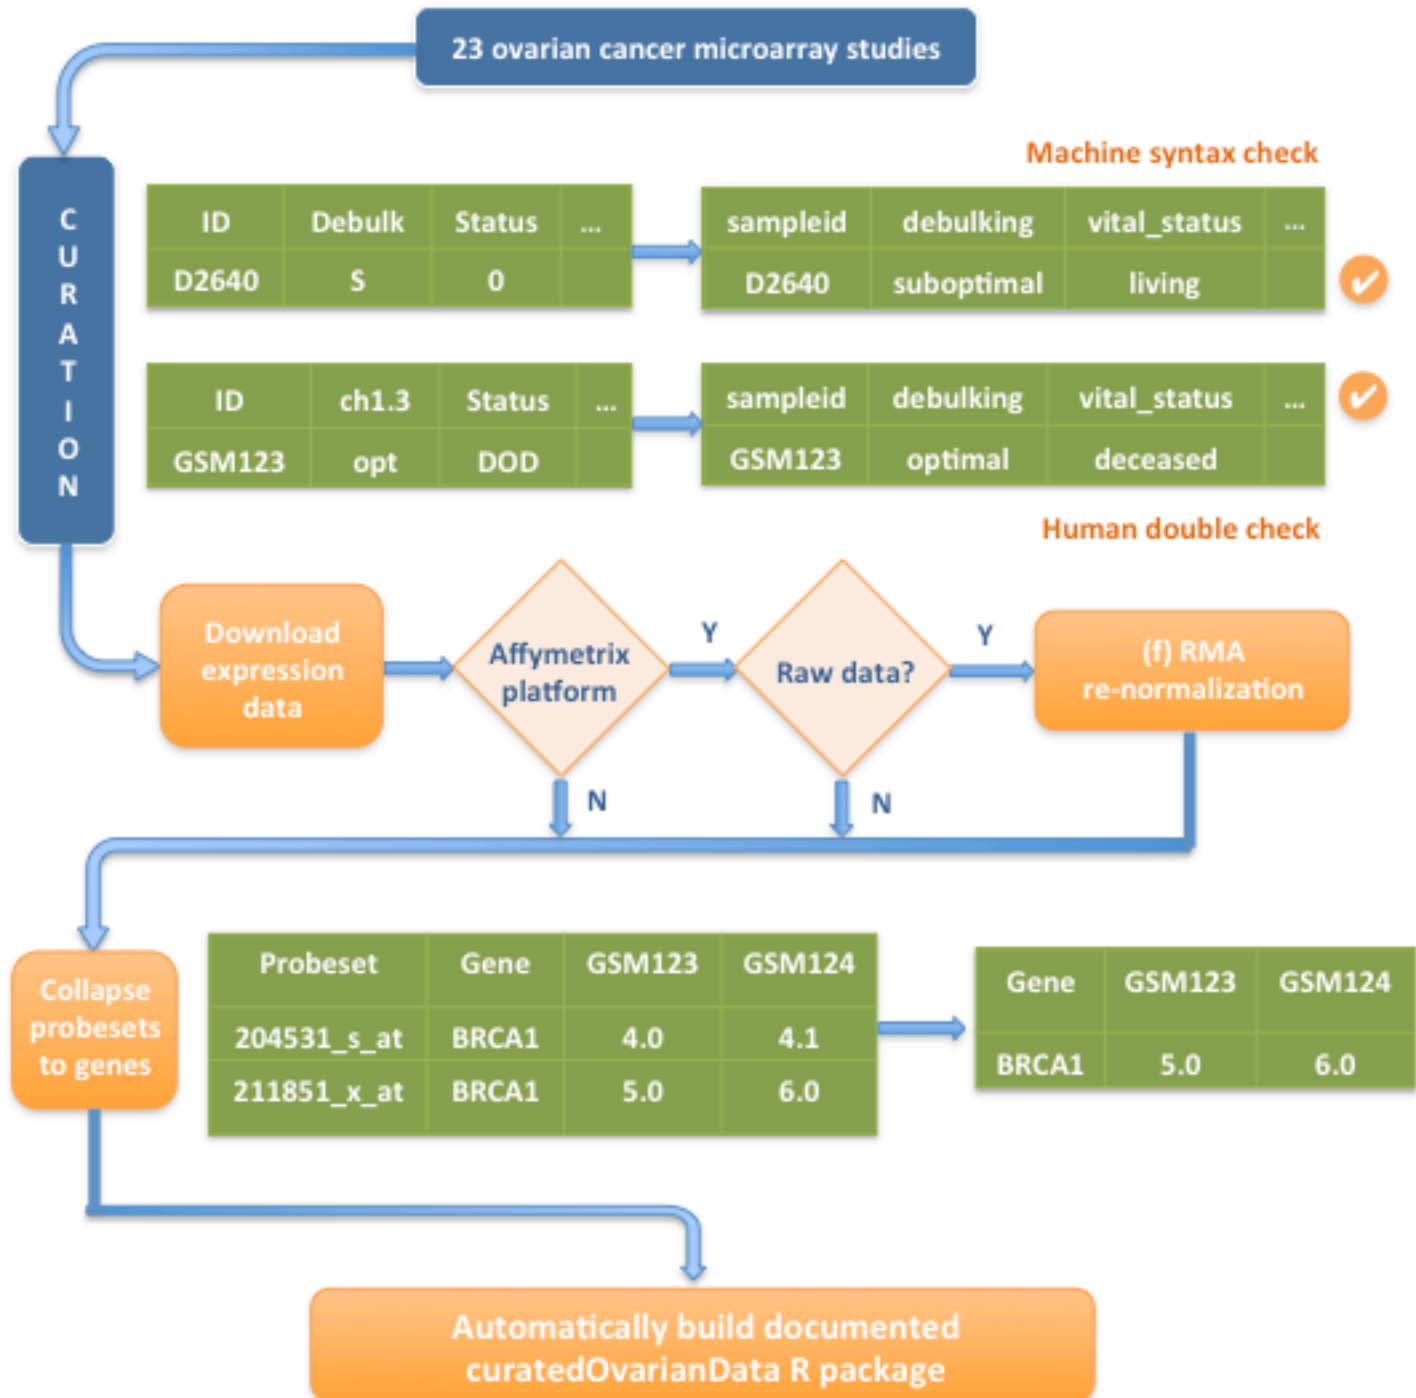 23 ovarian cancer microarray studies
CURATION
Machine syntax check
ID Debulk Status ...
D2640 S 0
sampleid debulking vital_status ...
D2640 suboptimal living
ID ch1.3 Status ...
GSM123 opt DOD
sampleid debulking vital_status ...
GSM123 optimal deceased
Human double check
Download
expression
data
Affymetrix
platform
Y
N
Raw data?
Y
N
(f) RMA
re-normalization
Collapse
probesets
to genes
Probeset Gene GSM123 GSM124
204531_s_at BRCA1 4.0 4.1
211851_x_at BRCA1 5.0 6.0
Gene GSM123 GSM124
BRCA1 5.0 6.0
Automatically build documented
curatedOvarianData R package